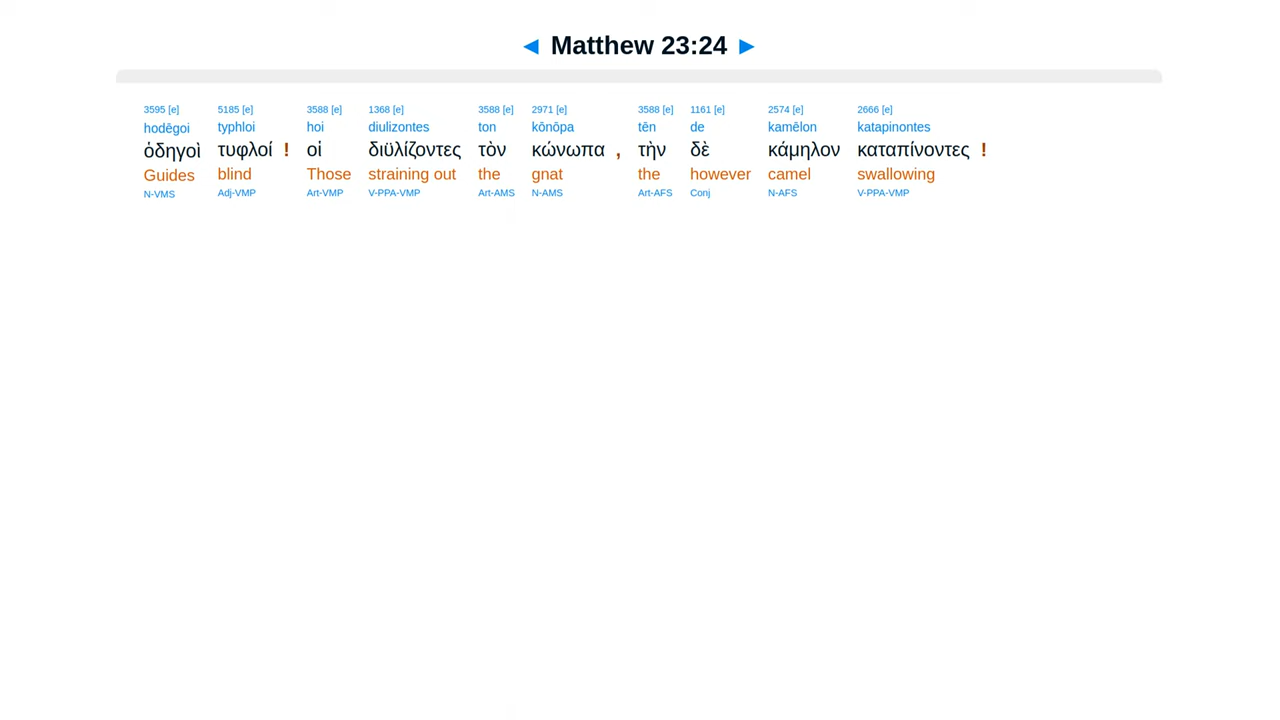 ◄ Matthew 23:24 ►
3595 [e] 5185 [e] 3588 [e] 1368 [e] 3588 [e] 2971 [e] 3588 [e] 1161 [e] 2574 [e] 2666 [e]
hodēgoi typhloi hoi diulizontes ton kōnōpa tēn de kamēlon katapinontes
ὁδηγοὶ τυφλοί ! οἱ διϋλίζοντες τὸν κώνωπα , τὴν δὲ κάμηλον καταπίνοντες !
Guides blind Those straining out the gnat the however camel swallowing
N-VMS Adj-VMP Art-VMP V-PPA-VMP Art-AMS N-AMS Art-AFS Conj N-AFS V-PPA-VMP